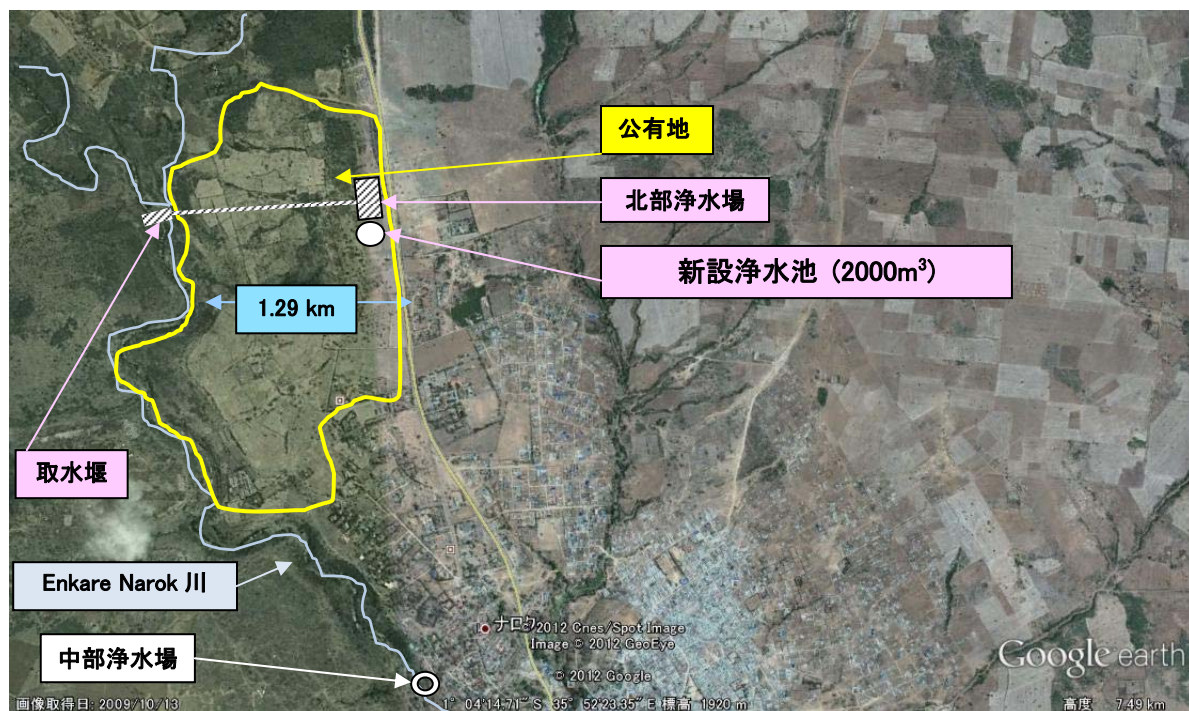 公有地
北部浄水場
新設浄水池（2000m³）
1.29 km
取水堰
Enkare Narok 川
中部浄水場
ナロク
© 2012 Cnes/Spot Image
Image © 2012 GeoEye
© 2012 Google
Google earth
画像取得日: 2009/10/13
1° 04'14.71" S 35° 52'23.35" E 標高 1920 m
高度 7.49 km